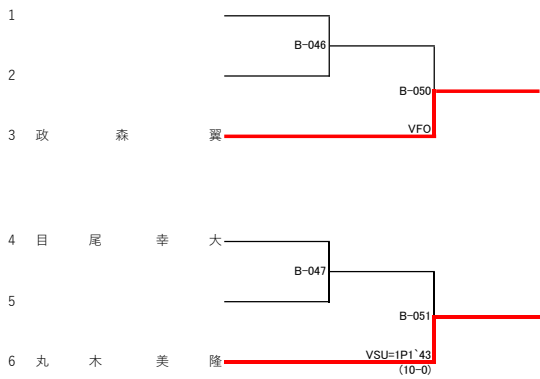 1
B-046
2
B-050
VFO
3 政 森 翼
4 目 尾 幸 大
B-047
5
B-051
VSU=1P1`43
(10-0)
6 丸 木 美 隆